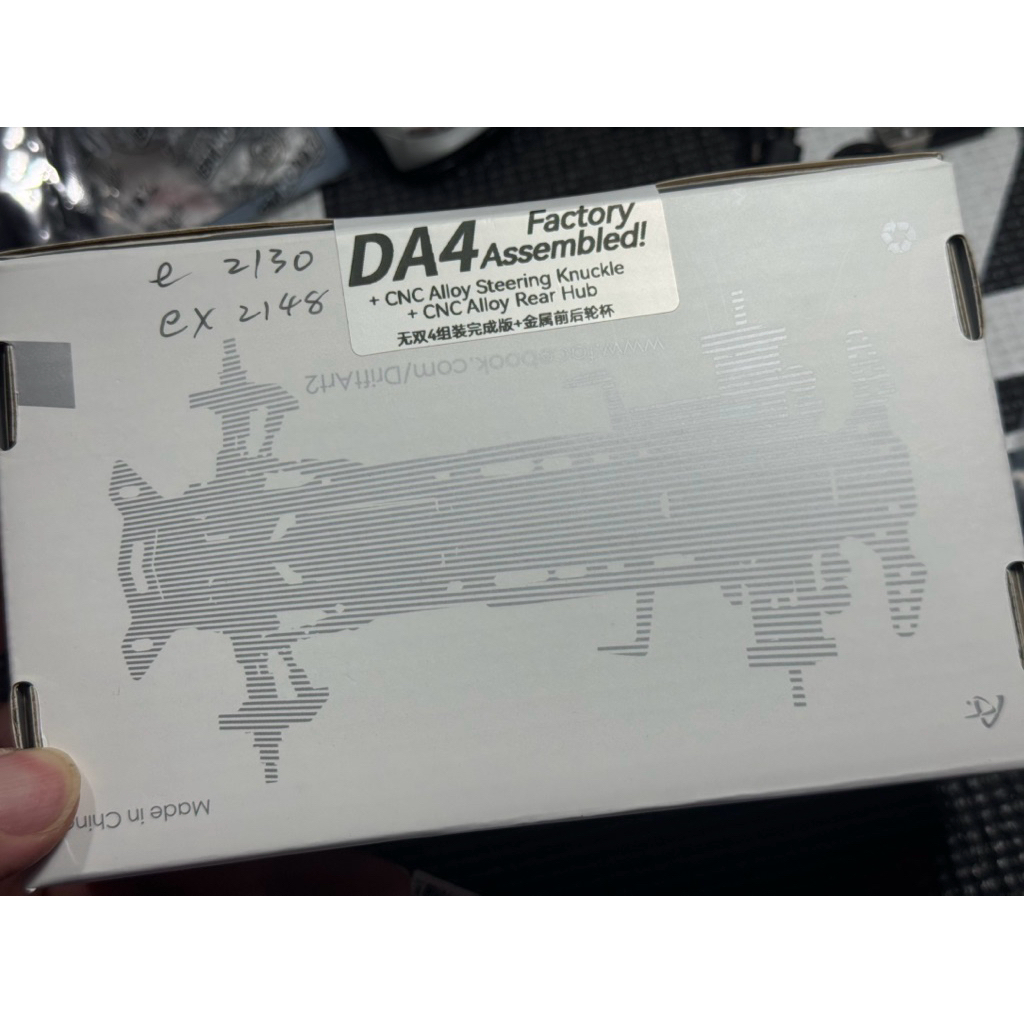 e 2130
ex 2148
DA4 Factory Assembled!
+ CNC Alloy Steering Knuckle
+ CNC Alloy Rear Hub
无双4组装完成版+金属前后轮杯
book.com/DriftArt2
Made in China